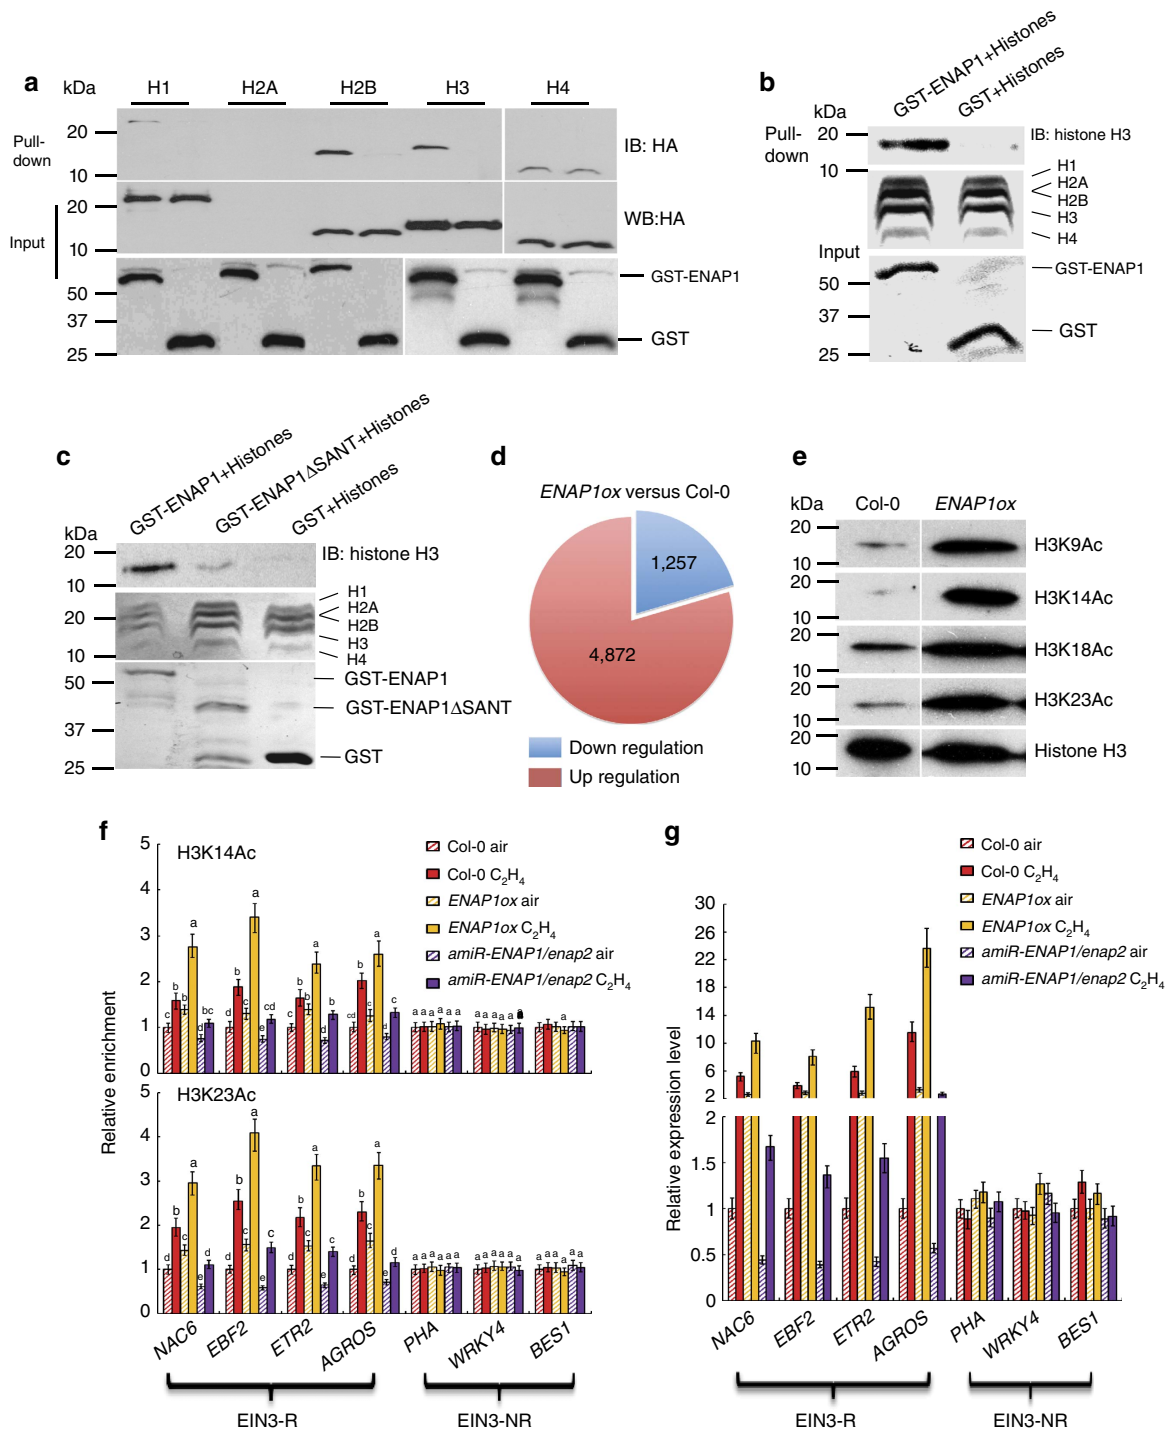 a
kDa
H1 H2A H2B H3 H4
Pull-
down
20
10
IB: HA
20
10
WB:HA
Input
GST-ENAP1
50
37
25
GST
b
kDa
GST-ENAP1+Histones
GST+Histones
Pull-
down
20
10
IB: histone H3
H1
H2A
H2B
H3
H4
Input
50
37
25
GST-ENAP1
GST
c
kDa
GST-ENAP1+Histones
GST-ENAP1ΔSANT+Histones
GST+Histones
20
10
IB: histone H3
20
10
H1
H2A
H2B
H3
H4
50
37
25
GST-ENAP1
GST-ENAP1ΔSANT
GST
d
ENAP1ox versus Col-0
1,257
4,872
Down regulation
Up regulation
e
kDa
Col-0 ENAP1ox
20
10
H3K9Ac
20
10
H3K14Ac
20
10
H3K18Ac
20
10
H3K23Ac
20
10
Histone H3
f
Relative enrichment
H3K14Ac
5
4
3
2
1
0
c b b a d bc
d b c a e cd
c b b a d c
cd b c a d c
a a a a a a
a a a a a a
a a a a a a
Col-0 air
Col-0 C2H4
ENAP1ox air
ENAP1ox C2H4
amiR-ENAP1/enap2 air
amiR-ENAP1/enap2 C2H4
H3K23Ac
5
4
3
2
1
0
d b c a e d
d b c a e c
d b c a e c
d b c a e d
a a a a a a
a a a a a a
a a a a a a
NAC6 EBF2 ETR2 AGROS PHA WRKY4 BES1
EIN3-R EIN3-NR
g
Relative expression level
Col-0 air
Col-0 C2H4
ENAP1ox air
ENAP1ox C2H4
amiR-ENAP1/enap2 air
amiR-ENAP1/enap2 C2H4
30
26
22
18
14
10
6
2
2
1.5
1
0.5
0
NAC6 EBF2 ETR2 AGROS PHA WRKY4 BES1
EIN3-R EIN3-NR